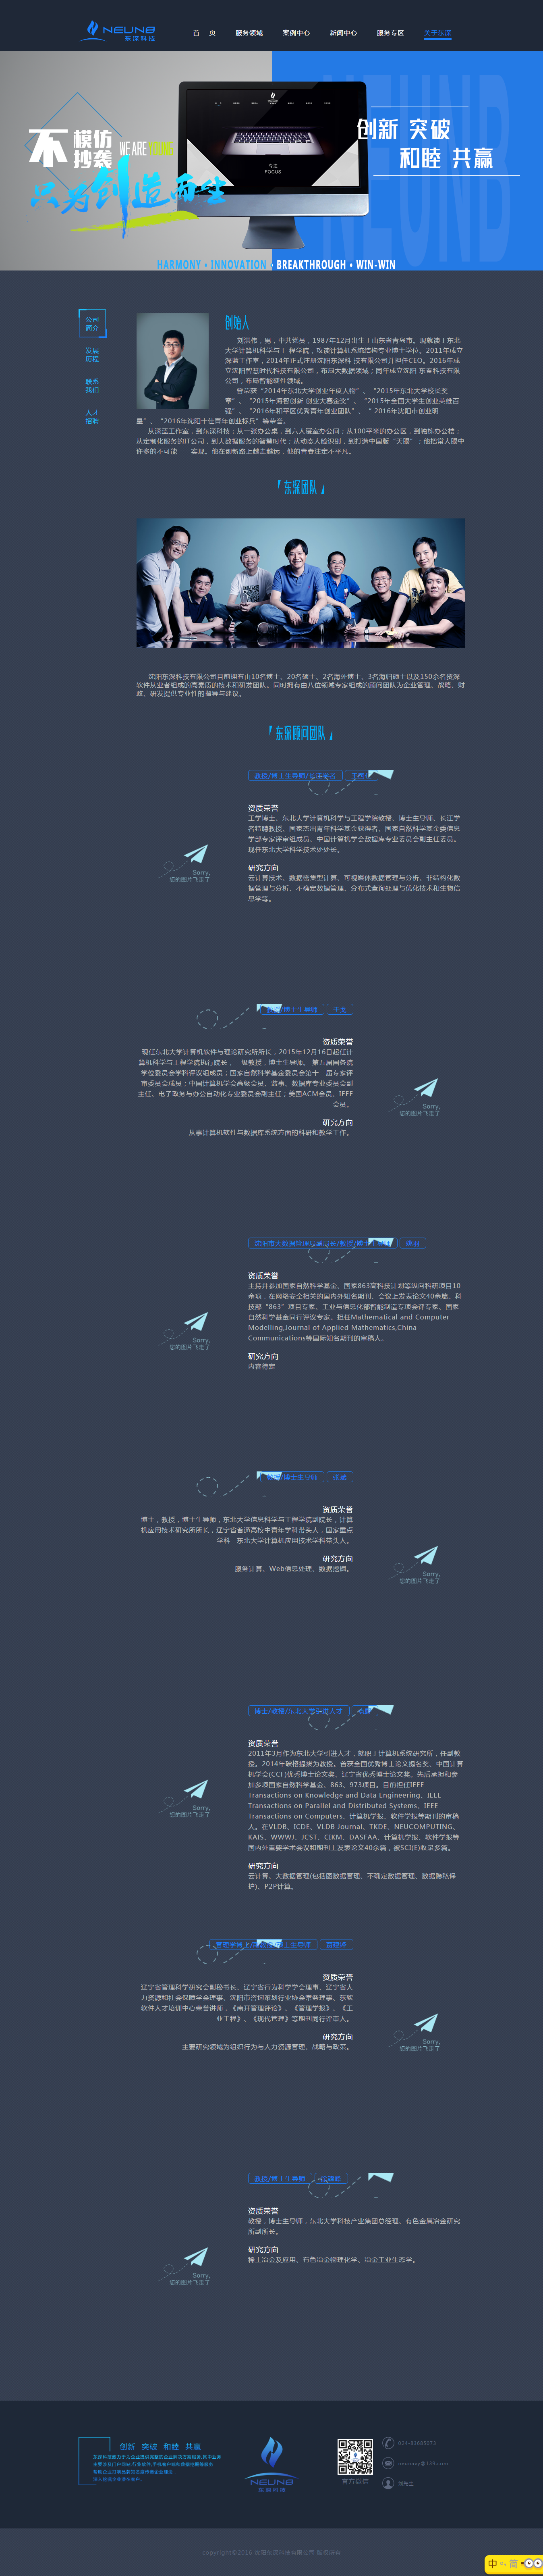 NEUNB
东深科技
首 页 服务领域 案例中心 新闻中心 服务专区 关于东深
不 模仿 抄袭
WE ARE
只为创造而生
专注
FOCUS
创新 突破
和睦 共赢
HARMONY · INNOVATION · BREAKTHROUGH · WIN-WIN
公司
简介
发展
历程
联系
我们
人才
招聘
创始人
刘洪伟，男，中共党员，1987年12月出生于山东省青岛市。现就读于东北
大学计算机科学与工 程学院，攻读计算机系统结构专业博士学位。2011年成立
深蓝工作室，2014年正式注册沈阳东深科 技有限公司并担任CEO。2016年成
立沈阳智慧时代科技有限公司，布局大数据领域；同年成立沈阳 东秉科技有限
公司，布局智能硬件领域。
曾荣获“2014年东北大学创业年度人物”、“2015年东北大学校长奖
章”、“2015年海智创新 创业大赛金奖”、“2015年全国大学生创业英雄百
强”、“2016年和平区优秀青年创业团队”、“ 2016年沈阳市创业明
星”、“2016年沈阳十佳青年创业标兵”等荣誉。
从深蓝工作室，到东深科技；从一张办公桌，到六人寝室办公间；从100平米的办公区，到独栋办公楼；
从定制化服务的IT公司，到大数据服务的智慧时代；从动态人脸识别，到打造中国版“天眼”；他把常人眼中
许多的不可能一一实现。他在创新路上越走越远，他的青春注定不平凡。
「东深团队」
沈阳东深科技有限公司目前拥有由10名博士、20名硕士、2名海外博士、3名海归硕士以及150余名资深
软件从业者组成的高素质的技术和研发团队。同时拥有由八位领域专家组成的顾问团队为企业管理、战略、财
政、研发提供专业性的指导与建议。
「东深顾问团队」
教授/博士生导师/长江学者
资质荣誉
工学博士、东北大学计算机科学与工程学院教授、博士生导师、长江学
者特聘教授、国家杰出青年科学基金获得者、国家自然科学基金委信息
学部专家评审组成员、中国计算机学会数据库专业委员会副主任委员。
现任东北大学科学技术处处长。
研究方向
云计算技术、数据密集型计算、可视媒体数据管理与分析、非结构化数
据管理与分析、不确定数据管理、分布式查询处理与优化技术和生物信
息学等。
Sorry,
您的图片飞走了
博士生导师 于戈
资质荣誉
现任东北大学计算机软件与理论研究所所长，2015年12月16日起任计
算机科学与工程学院执行院长，一级教授，博士生导师。 第五届国务院
学位委员会学科评议组成员；国家自然科学基金委员会第十二届专家评
审委员会成员；中国计算机学会高级会员、监事、数据库专业委员会副
主任、电子政务与办公自动化专业委员会副主任；美国ACM会员、IEEE
会员。
研究方向
从事计算机软件与数据库系统方面的科研和教学工作。
Sorry,
您的图片飞走了
资质荣誉
主持并参加国家自然科学基金、国家863高科技计划等纵向科研项目10
余项，在网络安全相关的国内外知名期刊、会议上发表论文40余篇。科
技部“863”项目专家、工业与信息化部智能制造专项会评专家、国家
自然科学基金同行评议专家。担任Mathematical and Computer
Modelling,Journal of Applied Mathematics,China
Communications等国际知名期刊的审稿人。
研究方向
内容待定
Sorry,
您的图片飞走了
博士生导师 张斌
资质荣誉
博士，教授，博士生导师，东北大学信息科学与工程学院副院长，计算
机应用技术研究所所长，辽宁省普通高校中青年学科带头人，国家重点
学科--东北大学计算机应用技术学科带头人。
研究方向
服务计算、Web信息处理、数据挖掘。
Sorry,
您的图片飞走了
博士/教授/东北大学引进人才
资质荣誉
2011年3月作为东北大学引进人才，就职于计算机系统研究所，任副教
授。2014年破格提拔为教授。曾获全国优秀博士论文提名奖、中国计算
机学会(CCF)优秀博士论文奖、辽宁省优秀博士论文奖。先后承担和参
加多项国家自然科学基金、863、973项目。目前担任IEEE
Transactions on Knowledge and Data Engineering、IEEE
Transactions on Parallel and Distributed Systems、IEEE
Transactions on Computers、计算机学报、软件学报等期刊的审稿
人。在VLDB、ICDE、VLDB Journal、TKDE、NEUCOMPUTING、
KAIS、WWWJ、JCST、CIKM、DASFAA、计算机学报、软件学报等
国内外重要学术会议和期刊上发表论文40余篇，被SCI(E)收录多篇。
研究方向
云计算、大数据管理(包括图数据管理、不确定数据管理、数据隐私保
护)、P2P计算。
Sorry,
您的图片飞走了
资质荣誉
辽宁省管理科学研究会副秘书长、辽宁省行为科学学会理事、辽宁省人
力资源和社会保障学会理事、沈阳市咨询策划行业协会常务理事、东软
软件人才培训中心荣誉讲师，《南开管理评论》、《管理学报》、《工
业工程》、《现代管理》等期刊同行评审人。
研究方向
主要研究领域为组织行为与人力资源管理、战略与政策。
Sorry,
您的图片飞走了
教授/博士生导师
资质荣誉
教授，博士生导师，东北大学科技产业集团总经理、有色金属冶金研究
所副所长。
研究方向
稀土冶金及应用、有色冶金物理化学、冶金工业生态学。
Sorry,
您的图片飞走了
创新 突破 和睦 共赢
NEUNB
东深科技
官方微信
中 简